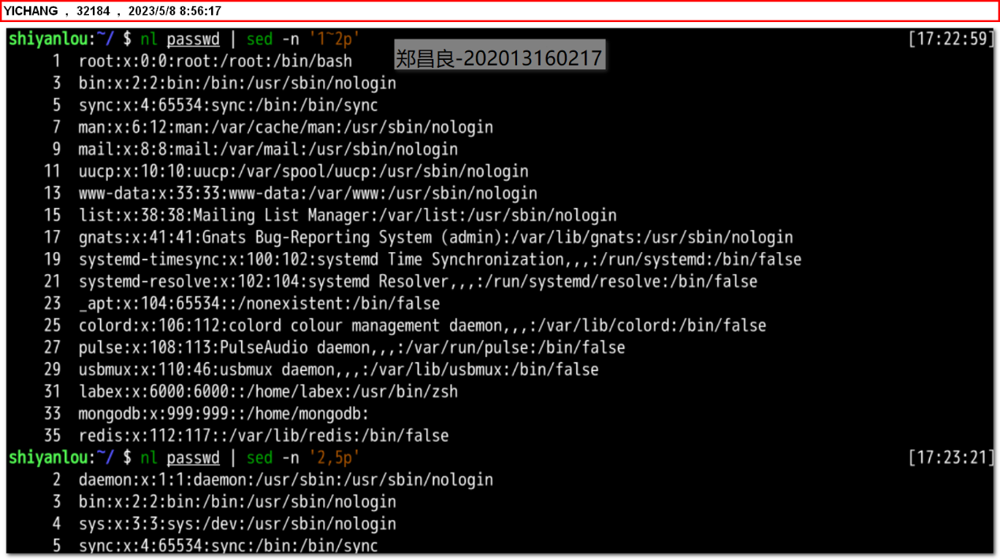 YICHANG , 32184 , 2023/5/8 8:56:17
shiyanlou:~/ $ nl passwd | sed -n '1~2p' [17:22:59]
郑昌良-202013160217
1 root:x:0:0:root:/root:/bin/bash
3 bin:x:2:2:bin:/bin:/usr/sbin/nologin
5 sync:x:4:65534:sync:/bin:/bin/sync
7 man:x:6:12:man:/var/cache/man:/usr/sbin/nologin
9 mail:x:8:8:mail:/var/mail:/usr/sbin/nologin
11 uucp:x:10:10:uucp:/var/spool/uucp:/usr/sbin/nologin
13 www-data:x:33:33:www-data:/var/www:/usr/sbin/nologin
15 list:x:38:38:Mailing List Manager:/var/list:/usr/sbin/nologin
17 gnats:x:41:41:Gnats Bug-Reporting System (admin):/var/lib/gnats:/usr/sbin/nologin
19 systemd-timesync:x:100:102:systemd Time Synchronization,,,:/run/systemd:/bin/false
21 systemd-resolve:x:102:104:systemd Resolver,,,:/run/systemd/resolve:/bin/false
23 _apt:x:104:65534::/nonexistent:/bin/false
25 colord:x:106:112:colord colour management daemon,,,:/var/lib/colord:/bin/false
27 pulse:x:108:113:PulseAudio daemon,,,:/var/run/pulse:/bin/false
29 usbmux:x:110:46:usbmux daemon,,,:/var/lib/usbmux:/bin/false
31 labex:x:6000:6000::/home/labex:/usr/bin/zsh
33 mongodb:x:999:999::/home/mongodb:
35 redis:x:112:117::/var/lib/redis:/bin/false
shiyanlou:~/ $ nl passwd | sed -n '2,5p' [17:23:21]
2 daemon:x:1:1:daemon:/usr/sbin:/usr/sbin/nologin
3 bin:x:2:2:bin:/bin:/usr/sbin/nologin
4 sys:x:3:3:sys:/dev:/usr/sbin/nologin
5 sync:x:4:65534:sync:/bin:/bin/sync